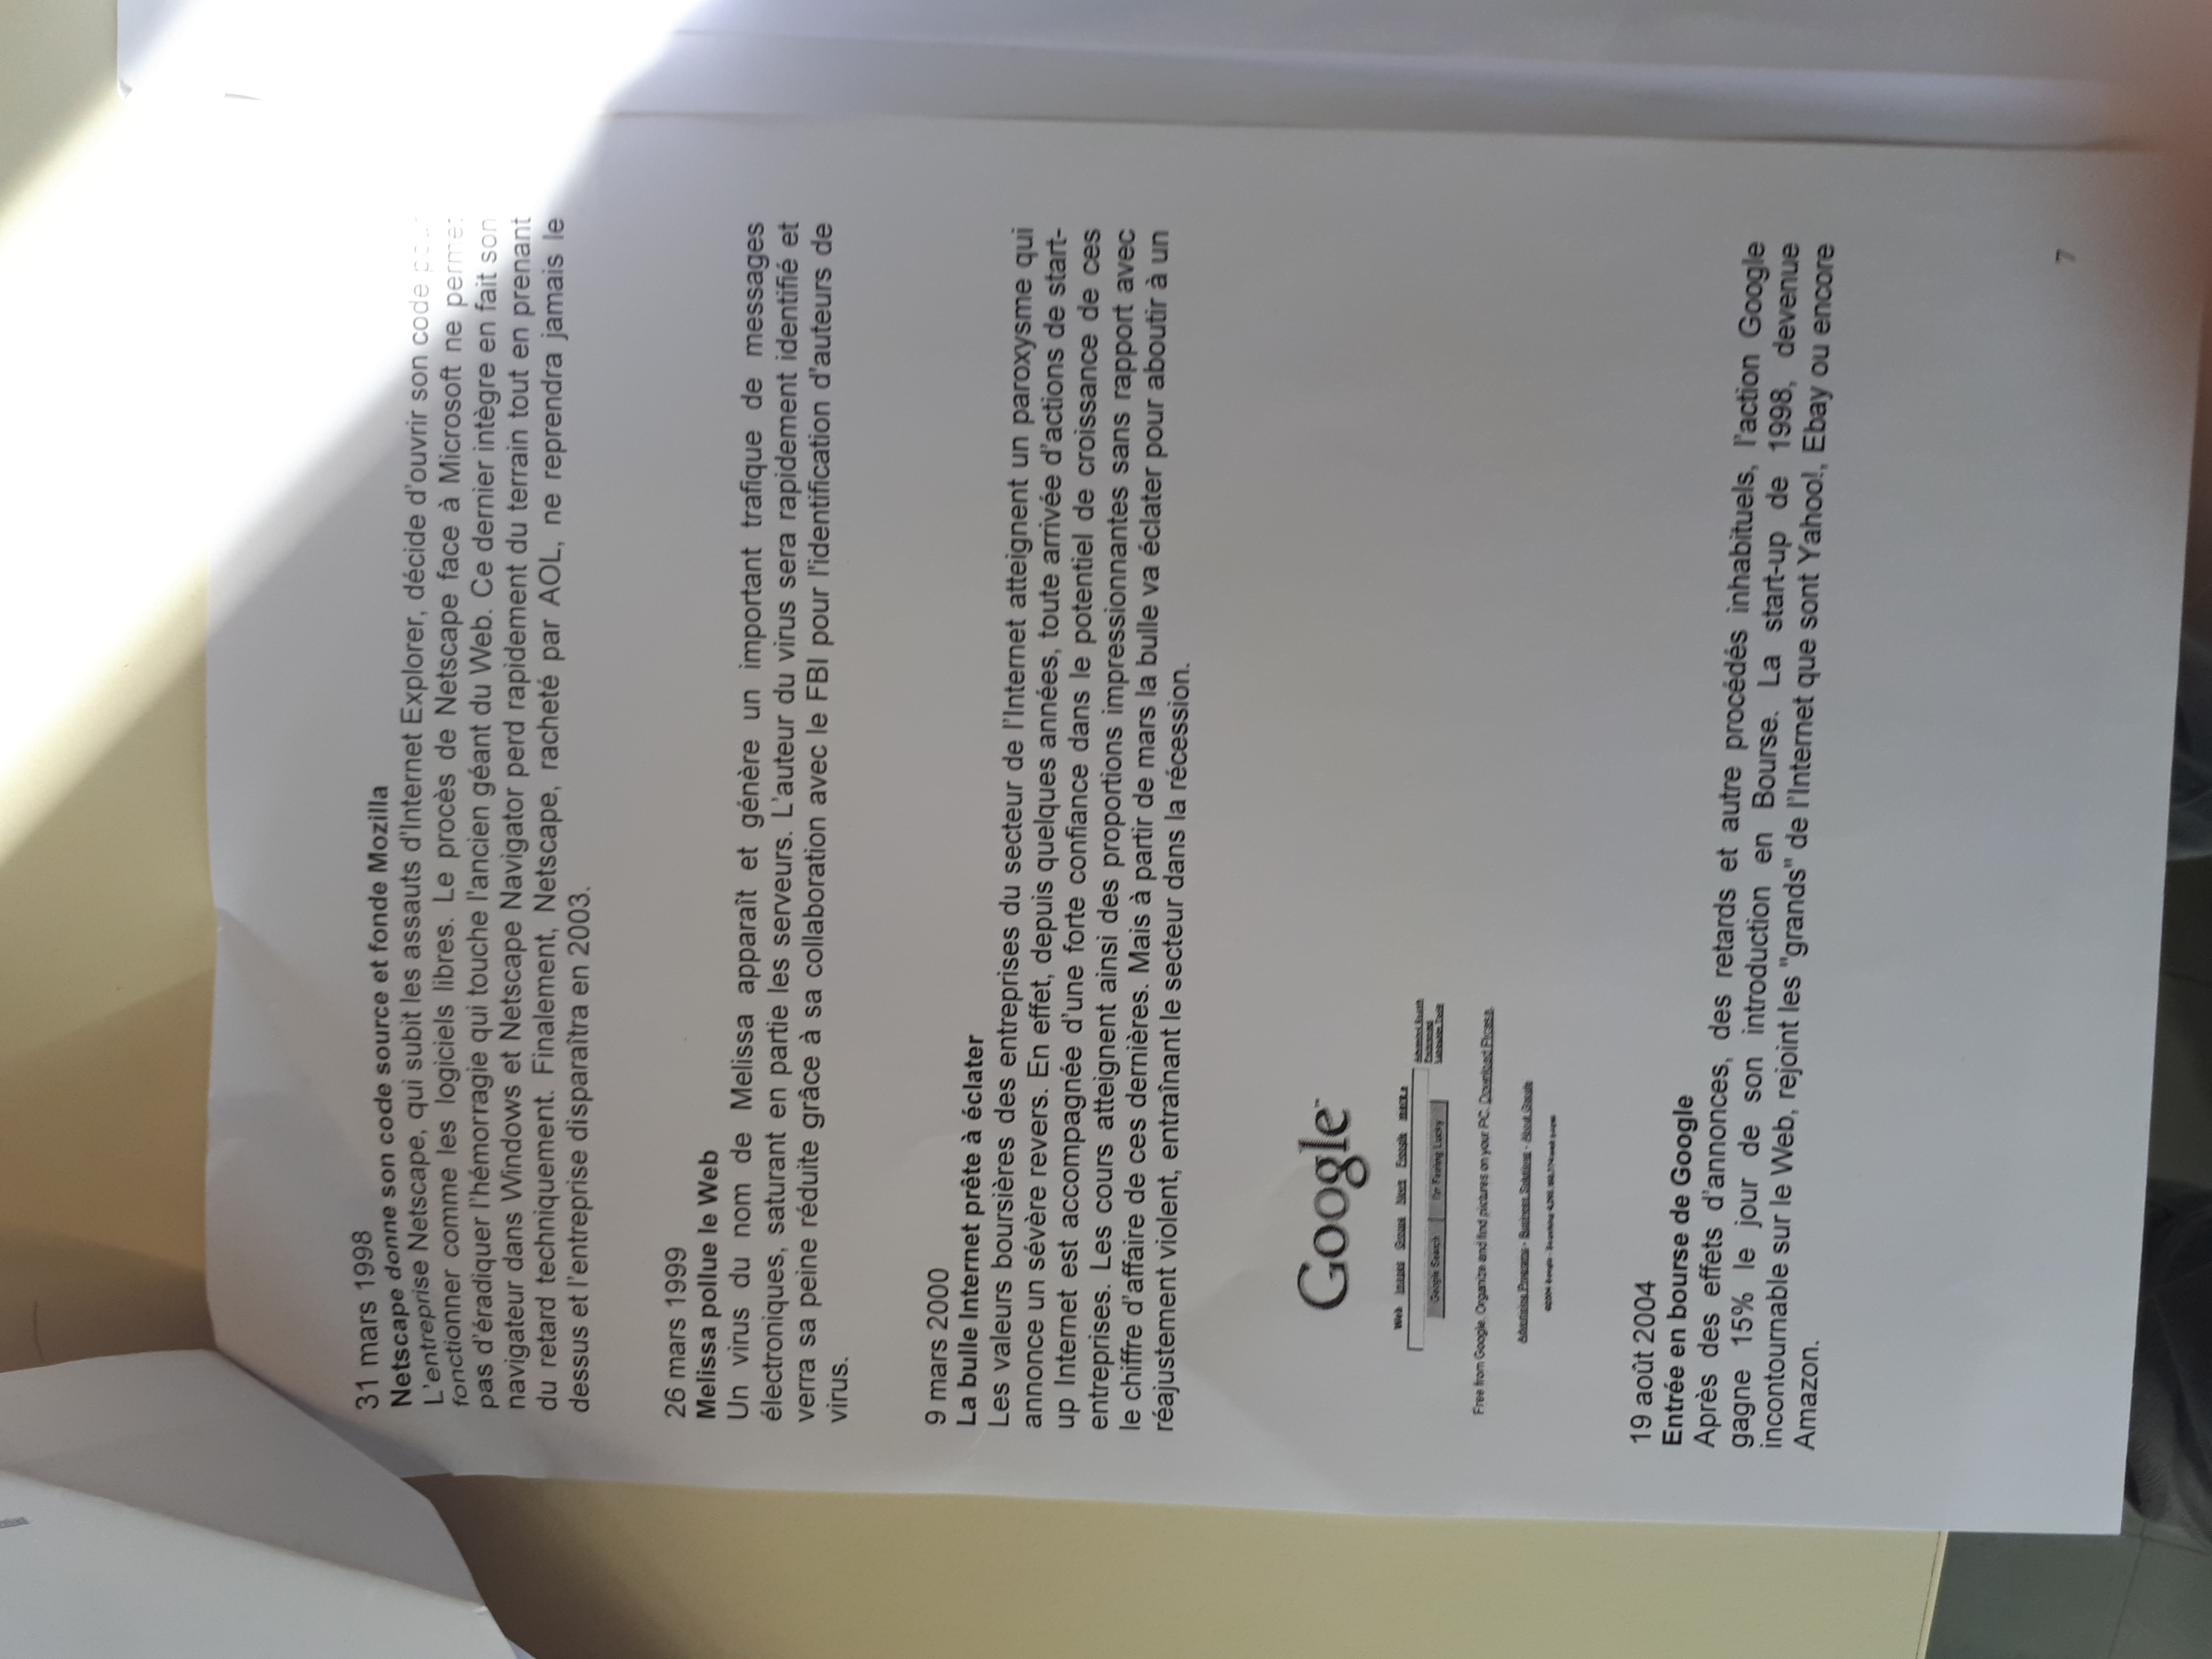 31 mars 1998
Netscape donne son code source et fonde Mozilla
L'entreprise Netscape, qui subit les assauts d'Internet Explorer, décide d'ouvrir son code
fonctionner comme les logiciels libres. Le procès de Netscape face à Microsoft ne permet
pas d'éradiquer l'hémorragie qui touche l'ancien géant du Web. Ce dernier intègre en fait son
navigateur dans Windows et Netscape Navigator perd rapidement du terrain tout en prenant
du retard techniquement. Finalement, Netscape, racheté par AOL, ne reprendra jamais le
dessus et l'entreprise disparaîtra en 2003.
26 mars 1999
Melissa pollue le Web
Un virus du nom de Melissa apparaît et génère un important trafique de messages
électroniques, saturant en partie les serveurs. L'auteur du virus sera rapidement identifié et
verra sa peine réduite grâce à sa collaboration avec le FBI pour l'identification d'auteurs de
virus.
9 mars 2000
La bulle Internet prête à éclater
Les valeurs boursières des entreprises du secteur de l'Internet atteignent un paroxysme qui
annonce un sévère revers. En effet, depuis quelques années, toute arrivée d'actions de start-
up Internet est accompagnée d'une forte confiance dans le potentiel de croissance de ces
entreprises. Les cours atteignent ainsi des proportions impressionnantes sans rapport avec
le chiffre d'affaire de ces dernières. Mais à partir de mars la bulle va éclater pour aboutir à un
réajustement violent, entraînant le secteur dans la récession.
Google™
Web Images Groups News Froogle more »
Advanced Search
Preferences
Language Tools
Google Search I'm Feeling Lucky
Free from Google: Organize and find pictures on your PC. Download Picasa.
Advertising Programs - Business Solutions - About Google
19 août 2004
Entrée en bourse de Google
Après des effets d'annonces, des retards et autre procédés inhabituels, l'action Google
gagne 15% le jour de son introduction en Bourse. La start-up de 1998, devenue
incontournable sur le Web, rejoint les "grands" de l'Internet que sont Yahoo!, Ebay ou encore
Amazon.
7